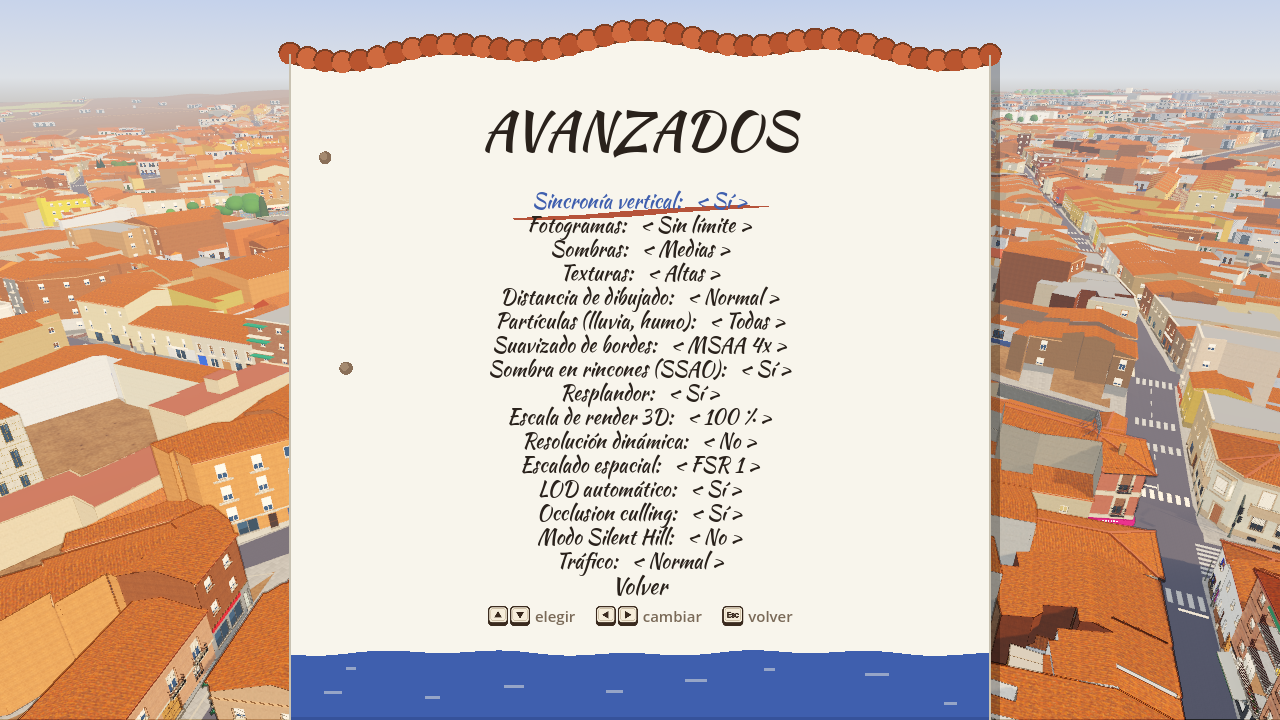 AVANZADOS
Sincronía vertical: < Sí >
Fotogramas: < Sin límite >
Sombras: < Medias >
Texturas: < Altas >
Distancia de dibujado: < Normal >
Partículas (lluvia, humo): < Todas >
Suavizado de bordes: < MSAA 4x >
Sombra en rincones (SSAO): < Sí >
Resplandor: < Sí >
Escala de render 3D: < 100 % >
Resolución dinámica: < No >
Escalado espacial: < FSR 1 >
LOD automático: < Sí >
Occlusion culling: < Sí >
Modo Silent Hill: < No >
Tráfico: < Normal >
Volver
elegir cambiar Esc volver